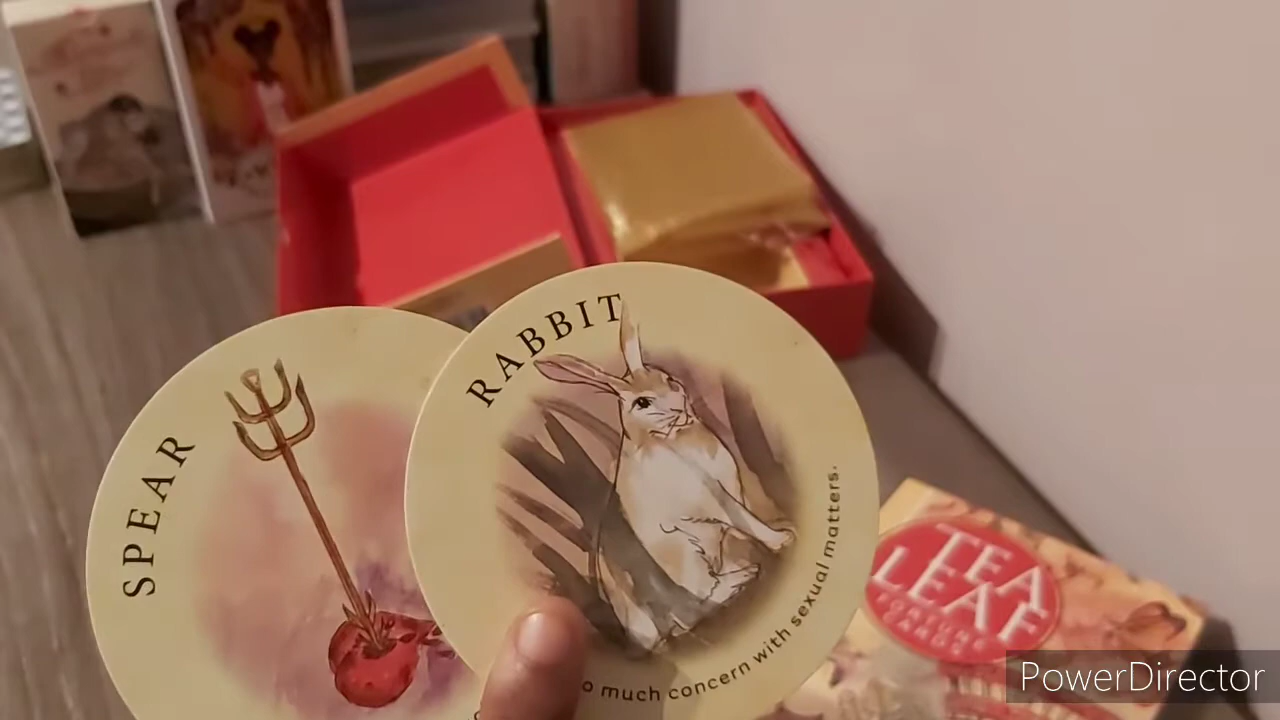 SPEAR
RABBIT
o much concern with sexual matters.
TEA
LEAF
FORTUNE
CARDS
PowerDirector